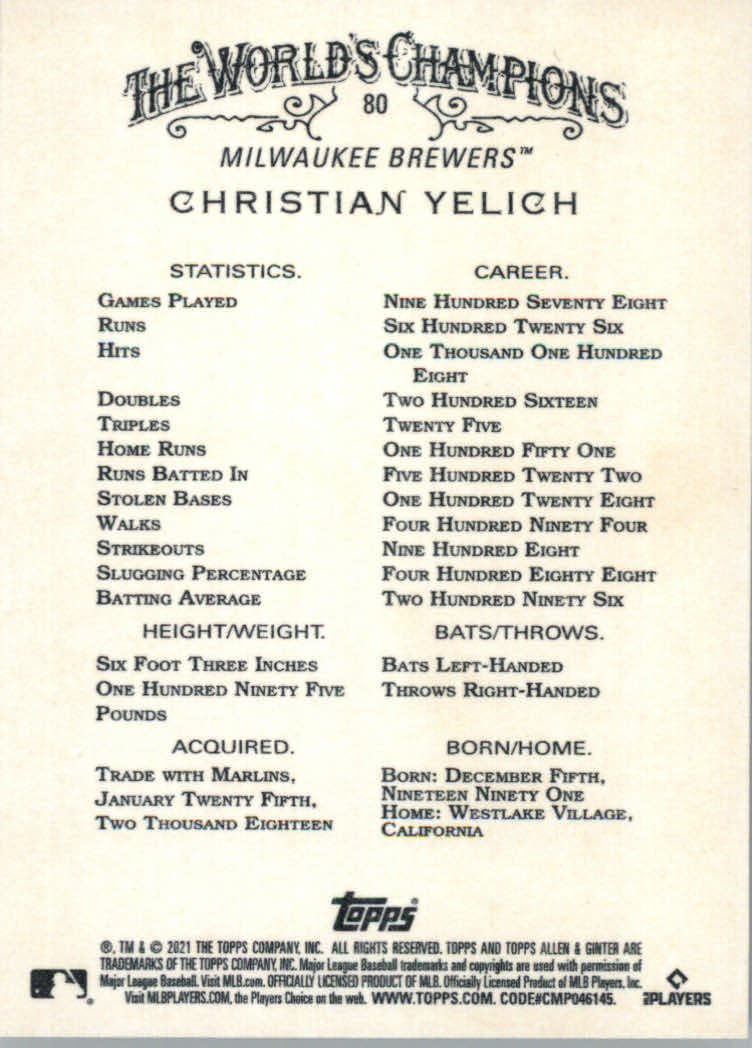 THE WORLD'S CHAMPIONS
80
MILWAUKEE BREWERS™
CHRISTIAN YELICH
STATISTICS. CAREER.
GAMES PLAYED NINE HUNDRED SEVENTY EIGHT
RUNS SIX HUNDRED TWENTY SIX
HITS ONE THOUSAND ONE HUNDRED
EIGHT
DOUBLES TWO HUNDRED SIXTEEN
TRIPLES TWENTY FIVE
HOME RUNS ONE HUNDRED FIFTY ONE
RUNS BATTED IN FIVE HUNDRED TWENTY TWO
STOLEN BASES ONE HUNDRED TWENTY EIGHT
WALKS FOUR HUNDRED NINETY FOUR
STRIKEOUTS NINE HUNDRED EIGHT
SLUGGING PERCENTAGE FOUR HUNDRED EIGHTY EIGHT
BATTING AVERAGE TWO HUNDRED NINETY SIX
HEIGHT/WEIGHT.
SIX FOOT THREE INCHES
ONE HUNDRED NINETY FIVE
POUNDS
BATS/THROWS.
BATS LEFT-HANDED
THROWS RIGHT-HANDED
ACQUIRED.
TRADE WITH MARLINS,
JANUARY TWENTY FIFTH,
TWO THOUSAND EIGHTEEN
BORN/HOME.
BORN: DECEMBER FIFTH,
NINETEEN NINETY ONE
HOME: WESTLAKE VILLAGE,
CALIFORNIA
topps®
®, TM & © 2021 THE TOPPS COMPANY, INC. ALL RIGHTS RESERVED. TOPPS AND TOPPS ALLEN & GINTER ARE
TRADEMARKS OF THE TOPPS COMPANY, INC. Major League Baseball trademarks and copyrights are used with permission of
Major League Baseball. Visit MLB.com. OFFICIALLY LICENSED PRODUCT OF MLB. Officially Licensed Product of MLB Players, Inc.
Visit MLBPLAYERS.COM, the Players Choice on the web. WWW.TOPPS.COM. CODE#CMP046145.
PLAYERS